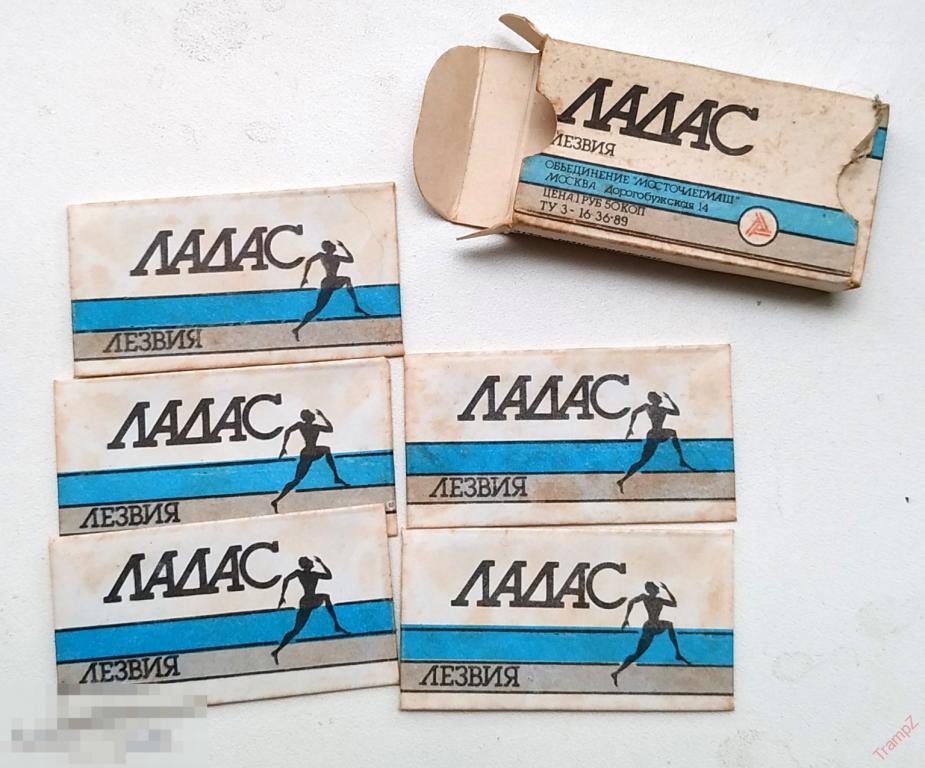 ЛАДАС
ЛЕЗВИЯ
ОБЪЕДИНЕНИЕ "МОСТОЧЛЕГМАШ"
МОСКВА Дорогобужская 14
ЦЕНА 1 РУБ 50 КОП
ТУ 3-16-36-89
ЛАДАС
ЛЕЗВИЯ
ЛАДАС
ЛЕЗВИЯ
ЛАДАС
ЛЕЗВИЯ
ЛАДАС
ЛЕЗВИЯ
ЛАДАС
ЛЕЗВИЯ
TrampZ